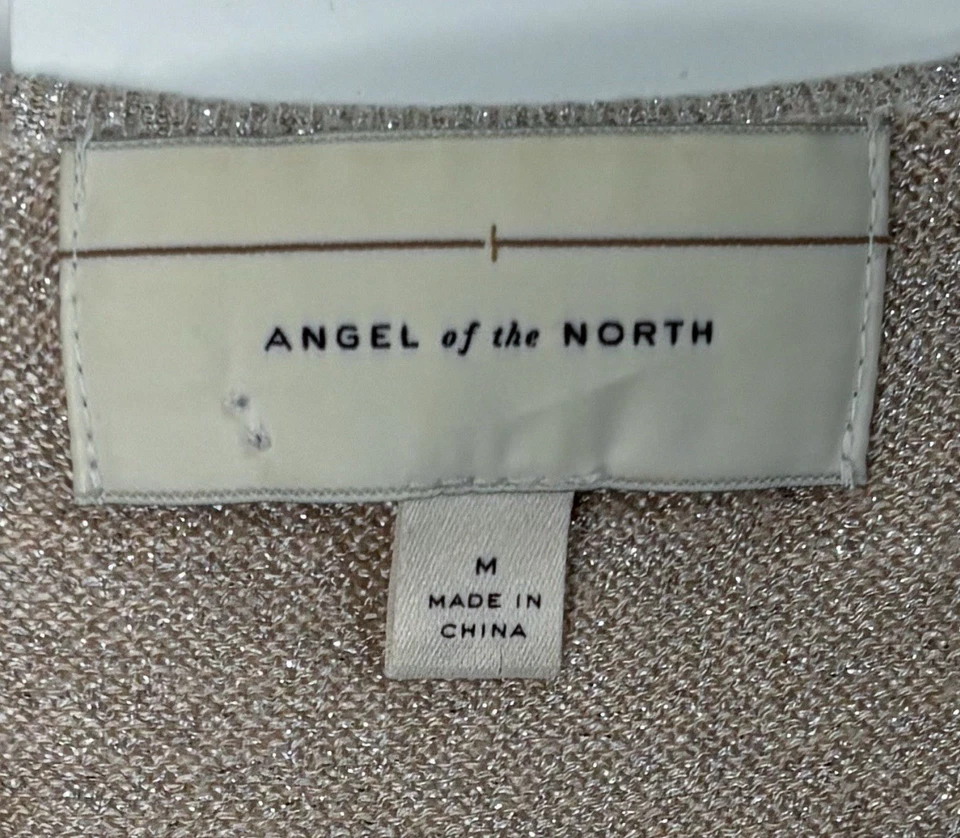 ANGEL of the NORTH
M
MADE IN
CHINA